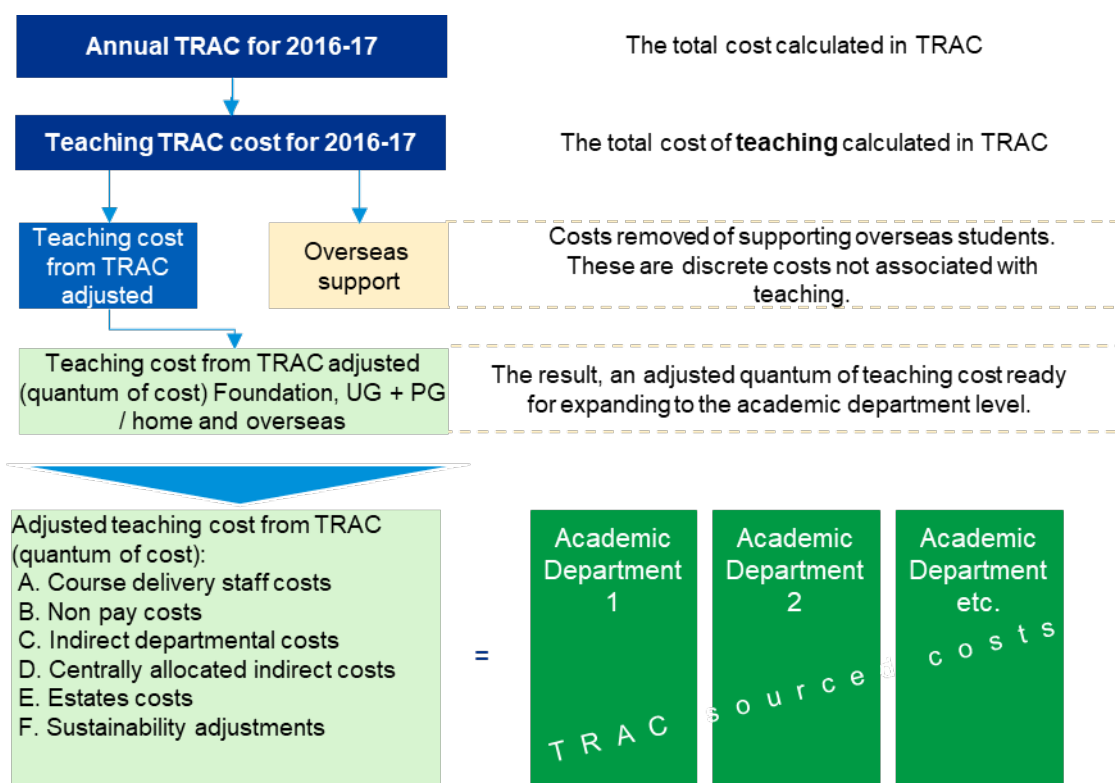 Annual TRAC for 2016-17
The total cost calculated in TRAC
Teaching TRAC cost for 2016-17
The total cost of teaching calculated in TRAC
Teaching cost
from TRAC
adjusted
Overseas
support
Costs removed of supporting overseas students.
These are discrete costs not associated with
teaching.
Teaching cost from TRAC adjusted
(quantum of cost) Foundation, UG + PG
/ home and overseas
The result, an adjusted quantum of teaching cost ready
for expanding to the academic department level.
Adjusted teaching cost from TRAC
(quantum of cost):
A. Course delivery staff costs
B. Non pay costs
C. Indirect departmental costs
D. Centrally allocated indirect costs
E. Estates costs
F. Sustainability adjustments
=
Academic
Department
1
Academic
Department
2
Academic
Department
etc.
TRAC sourced costs